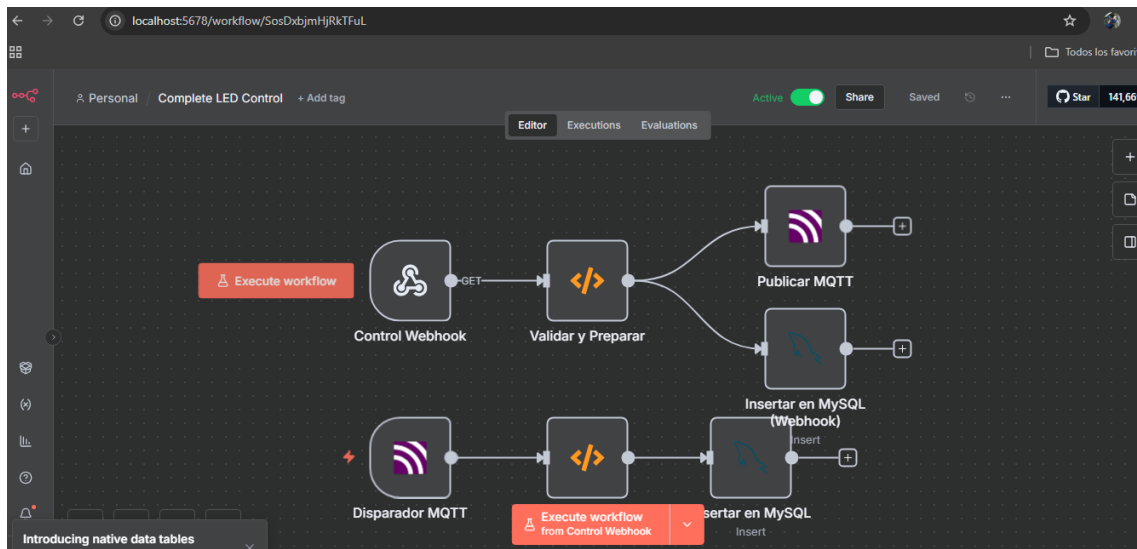 localhost:5678/workflow/SosDxbjmHjRkTFuL
Todos los favori
Personal / Complete LED Control + Add tag
Active Share Saved ... Star 141,66
Editor Executions Evaluations
Publicar MQTT
Execute workflow
GET
Control Webhook
Validar y Preparar
Insertar en MySQL
(Webhook)
Insert
Disparador MQTT
Execute workflow
from Control Webhook
sertar en MySQL
Insert
Introducing native data tables